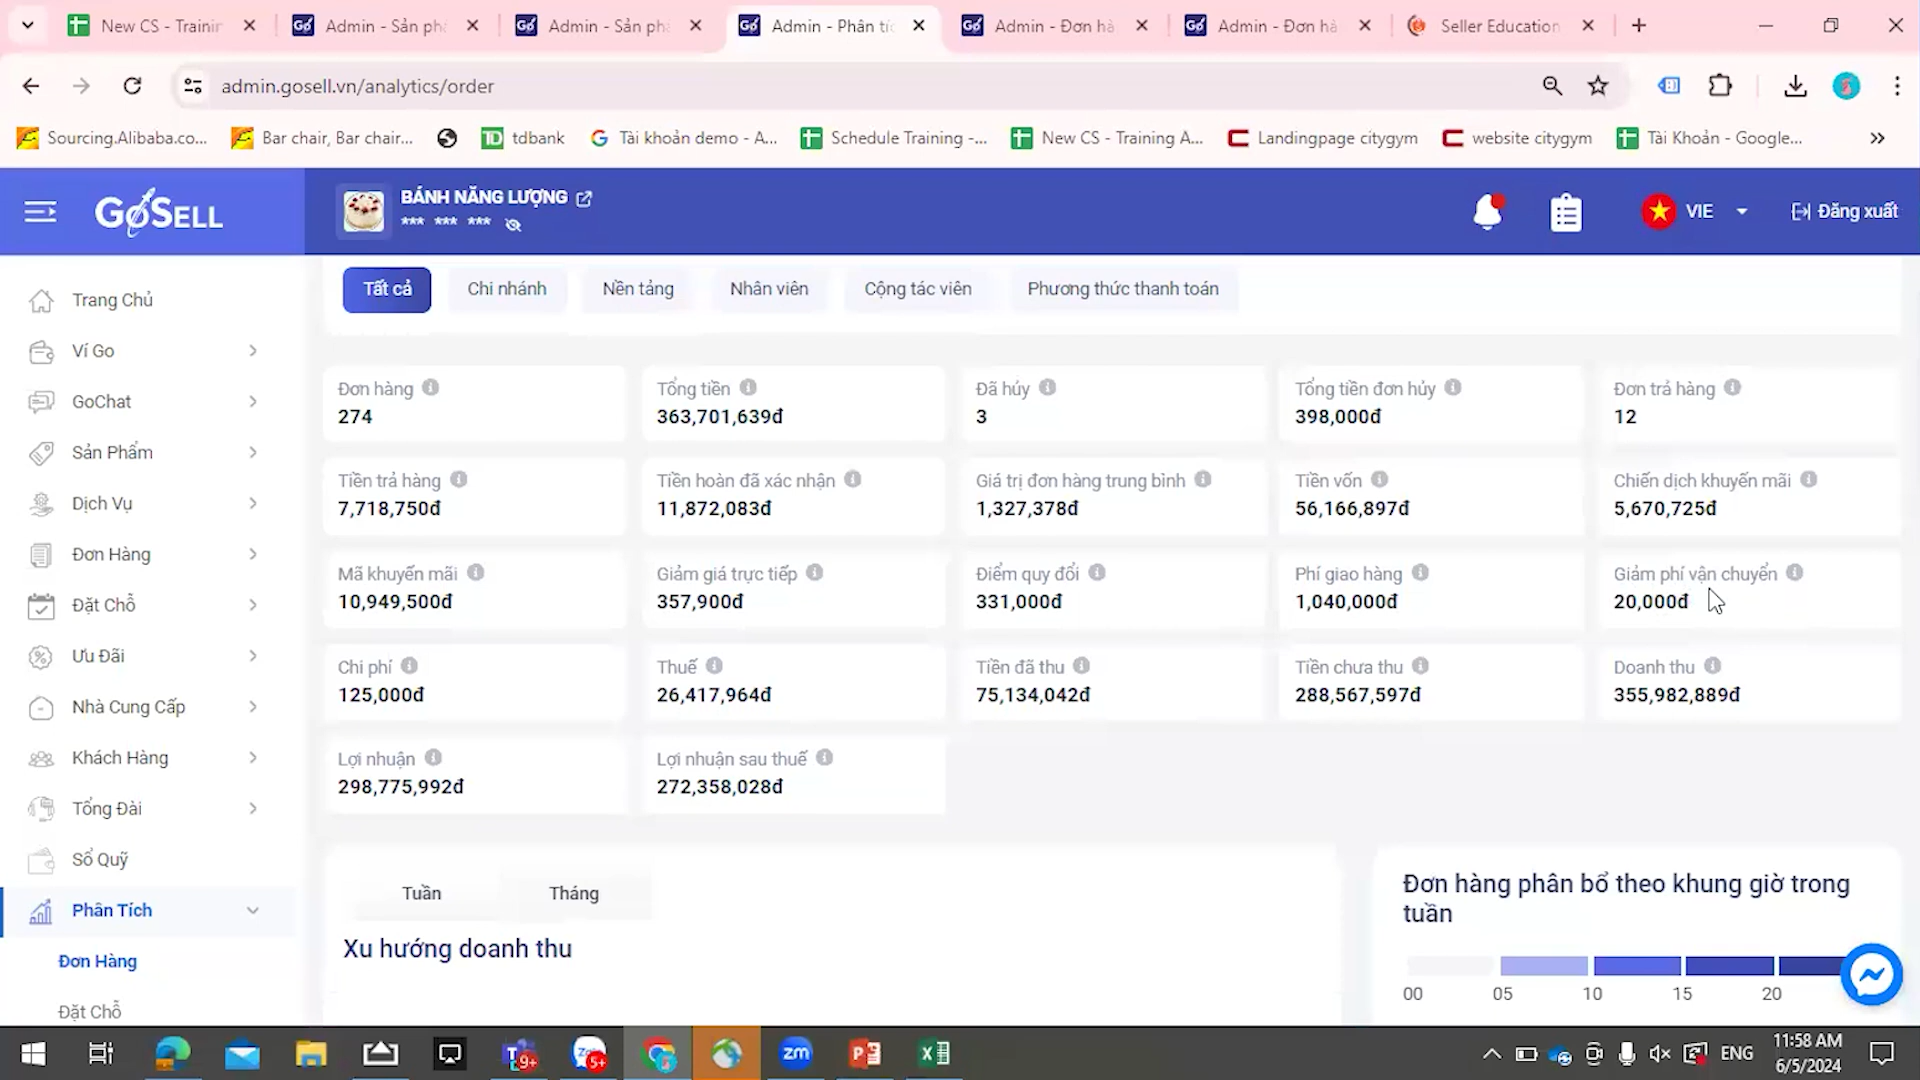 New CS - Trainin
Admin - Sản phẩ
Admin - Sản phẩ
Admin - Phân tíc
Admin - Đơn hà
Admin - Đơn hà
Seller Education
admin.gosell.vn/analytics/order
Sourcing.Alibaba.co...
Bar chair, Bar chair...
tdbank
Tài khoản demo - A...
Schedule Training -...
New CS - Training A...
Landingpage citygym
website citygym
Tài Khoản - Google...
GoSELL
BÁNH NĂNG LƯỢNG
*** *** ***
VIE
Đăng xuất
Trang Chủ
Ví Go
GoChat
Sản Phẩm
Dịch Vụ
Đơn Hàng
Đặt Chỗ
Ưu Đãi
Nhà Cung Cấp
Khách Hàng
Tổng Đài
Sổ Quỹ
Phân Tích
Đơn Hàng
Đặt Chỗ
Tất cả
Chi nhánh
Nền tảng
Nhân viên
Cộng tác viên
Phương thức thanh toán
Đơn hàng
274
Tổng tiền
363,701,639đ
Đã hủy
3
Tổng tiền đơn hủy
398,000đ
Đơn trả hàng
12
Tiền trả hàng
7,718,750đ
Tiền hoàn đã xác nhận
11,872,083đ
Giá trị đơn hàng trung bình
1,327,378đ
Tiền vốn
56,166,897đ
Chiến dịch khuyến mãi
5,670,725đ
Mã khuyến mãi
10,949,500đ
Giảm giá trực tiếp
357,900đ
Điểm quy đổi
331,000đ
Phí giao hàng
1,040,000đ
Giảm phí vận chuyển
20,000đ
Chi phí
125,000đ
Thuế
26,417,964đ
Tiền đã thu
75,134,042đ
Tiền chưa thu
288,567,597đ
Doanh thu
355,982,889đ
Lợi nhuận
298,775,992đ
Lợi nhuận sau thuế
272,358,028đ
Tuần
Tháng
Xu hướng doanh thu
Đơn hàng phân bổ theo khung giờ trong
tuần
00 05 10 15 20
ENG
11:58 AM
6/5/2024